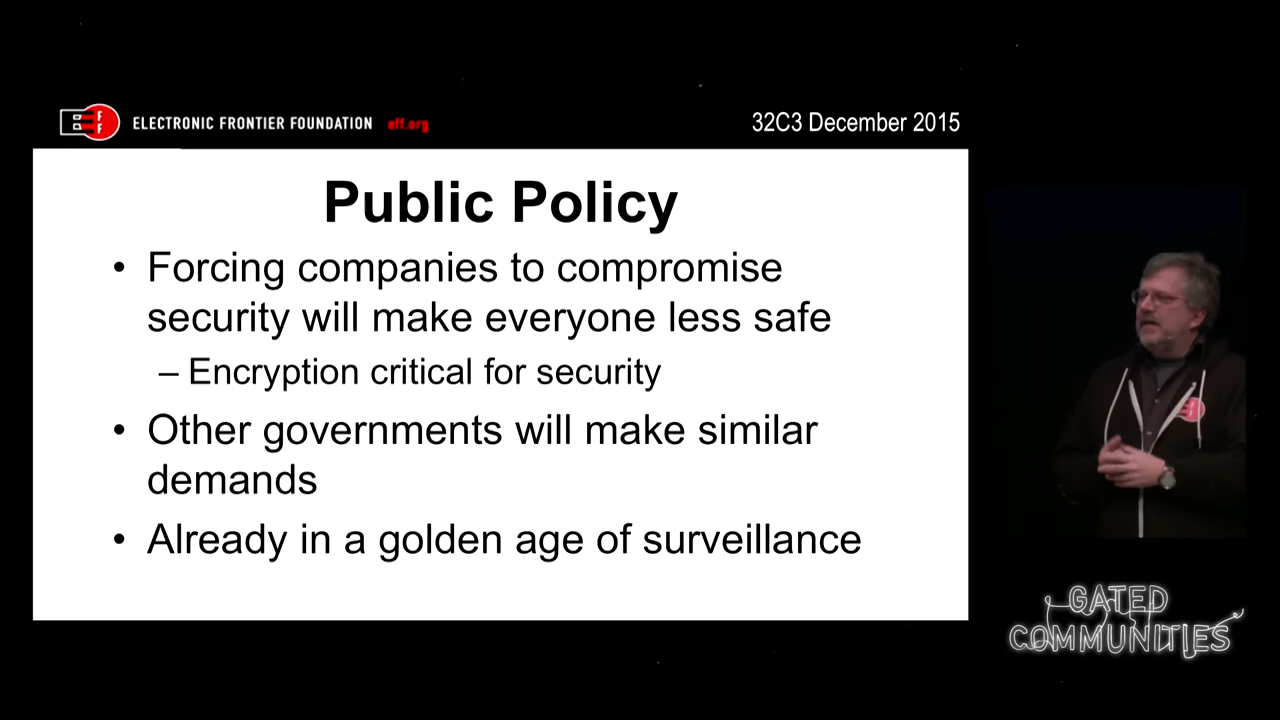 EFF
ELECTRONIC FRONTIER FOUNDATION eff.org
32C3 December 2015
Public Policy
• Forcing companies to compromise
security will make everyone less safe
– Encryption critical for security
• Other governments will make similar
demands
• Already in a golden age of surveillance
GATED
COMMUNITIES